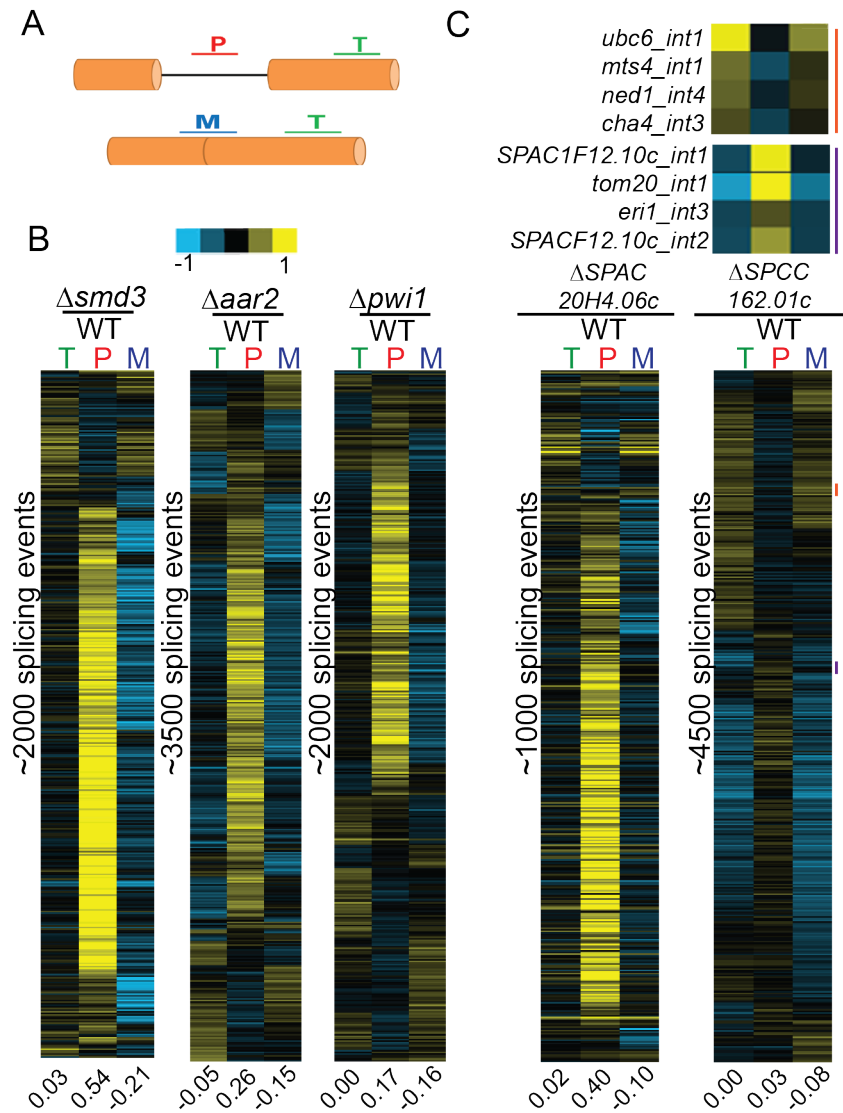 A
P
T
M
T
C
ubc6_int1
mts4_int1
ned1_int4
cha4_int3
SPAC1F12.10c_int1
tom20_int1
eri1_int3
SPACF12.10c_int2
B
-1
1
Δsmd3
WT
T P M
Δaar2
WT
T P M
Δpwi1
WT
T P M
ΔSPAC
20H4.06c
WT
T P M
ΔSPCC
162.01c
WT
T P M
~2000 splicing events
~3500 splicing events
~2000 splicing events
~1000 splicing events
~4500 splicing events
0.03 0.54 -0.21
-0.05 0.26 -0.15
0.00 0.17 -0.16
0.02 0.40 -0.10
0.00 0.03 -0.08